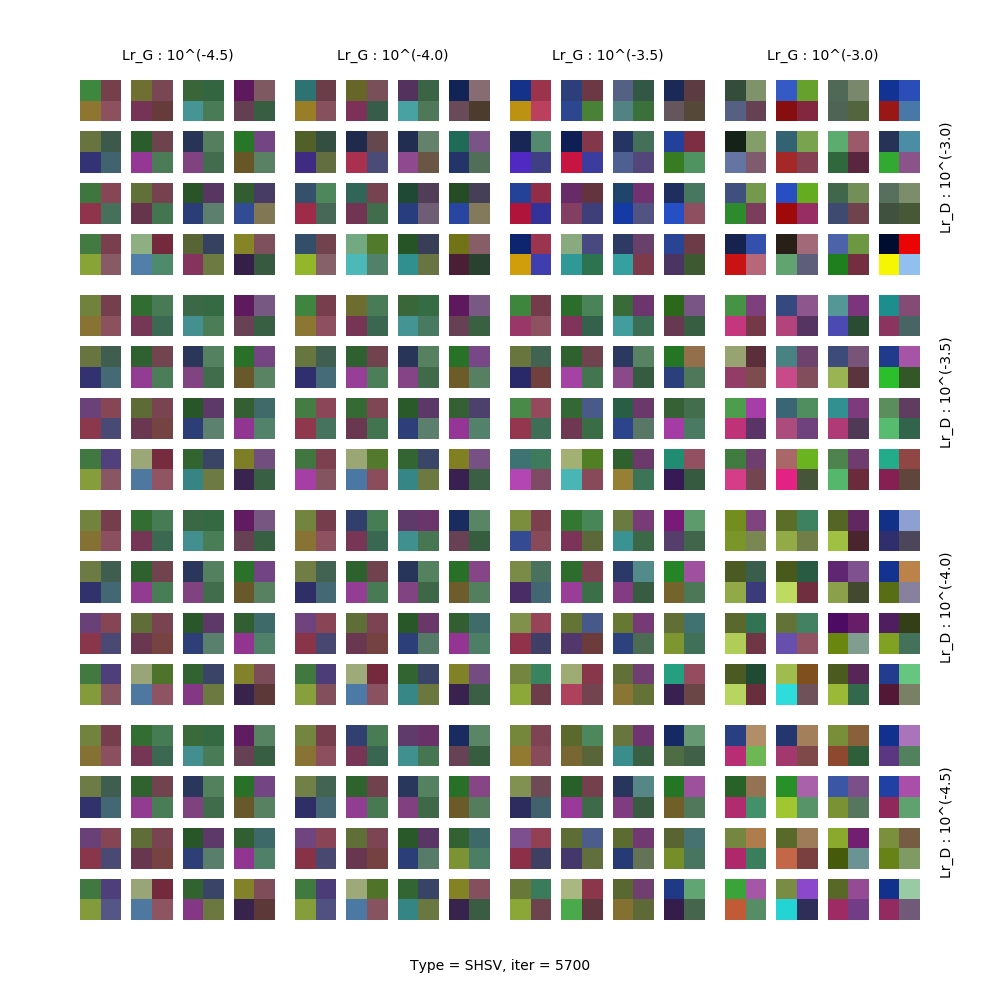 Lr_G : 10^(-4.5)
Lr_G : 10^(-4.0)
Lr_G : 10^(-3.5)
Lr_G : 10^(-3.0)
Lr_D : 10^(-3.0)
Lr_D : 10^(-3.5)
Lr_D : 10^(-4.0)
Lr_D : 10^(-4.5)
Type = SHSV, iter = 5700